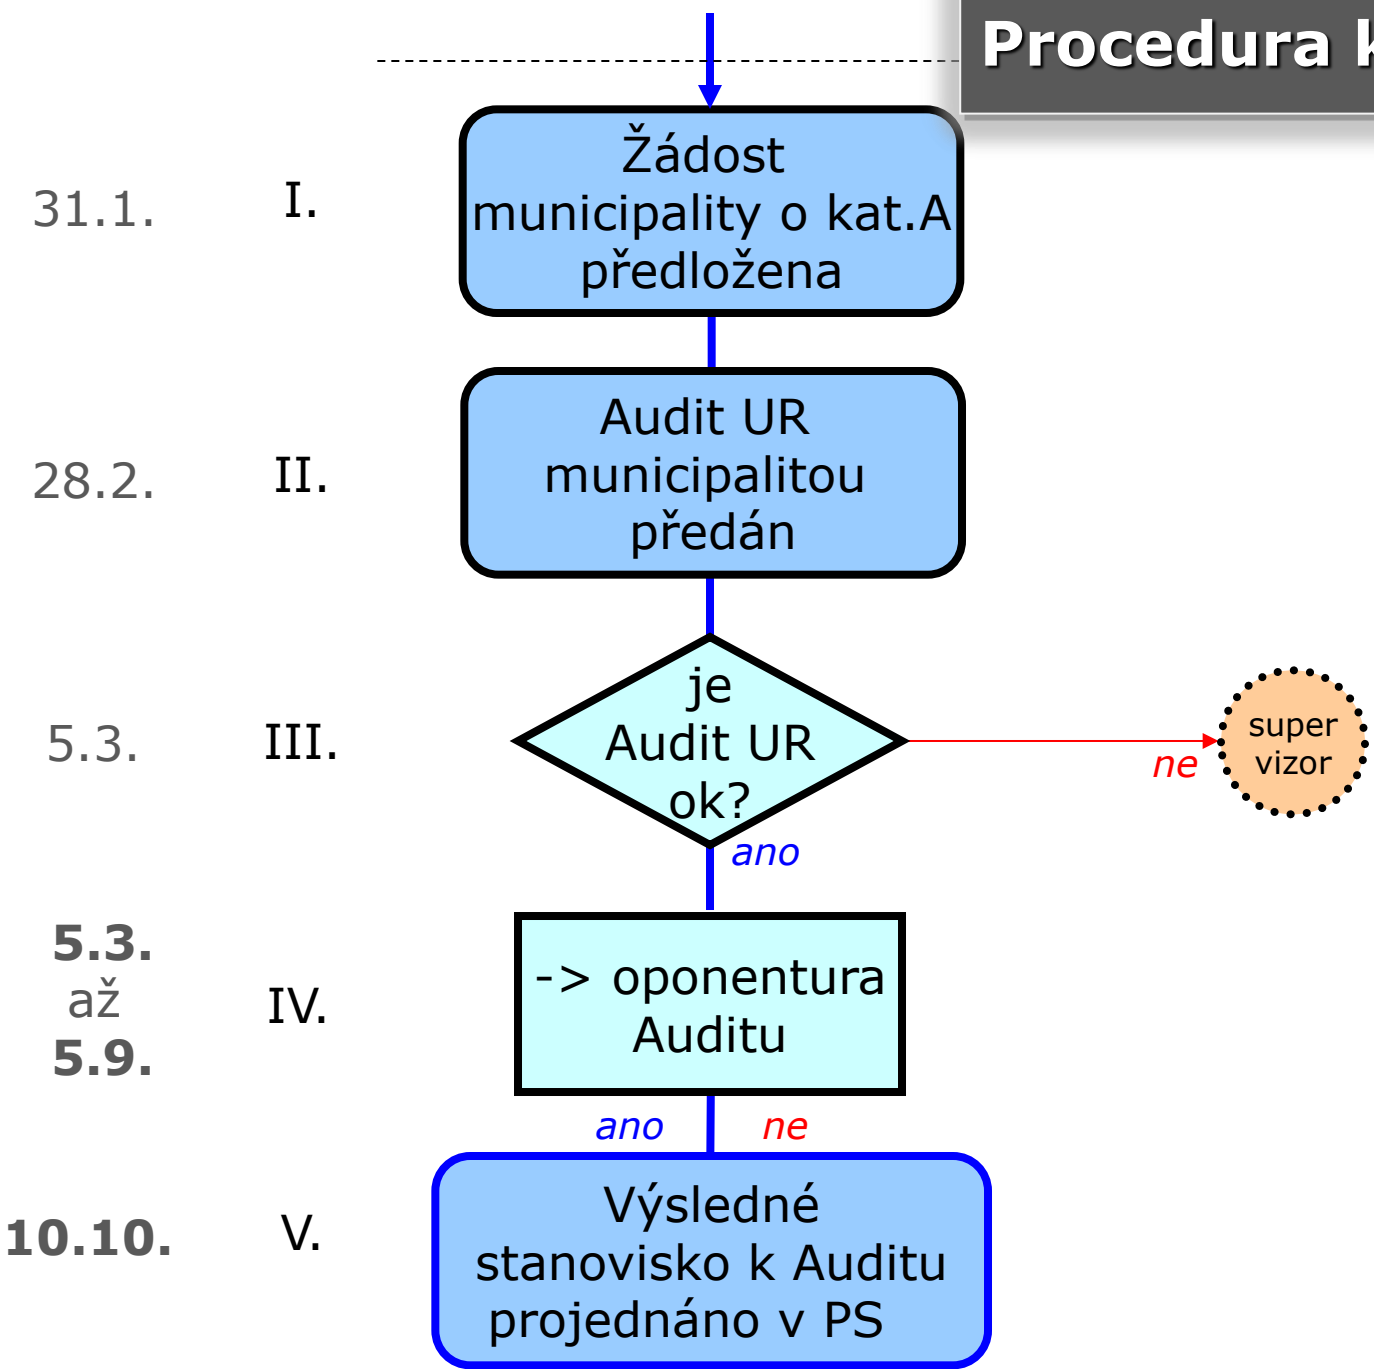 Procedura k
31.1.
I.
Žádost
municipality o kat.A
předložena
28.2.
II.
Audit UR
municipalitou
předán
5.3.
III.
je
Audit UR
ok?
ne
super
vizor
ano
5.3.
až
5.9.
IV.
-> oponentura
Auditu
ano
ne
10.10.
V.
Výsledné
stanovisko k Auditu
projednáno v PS